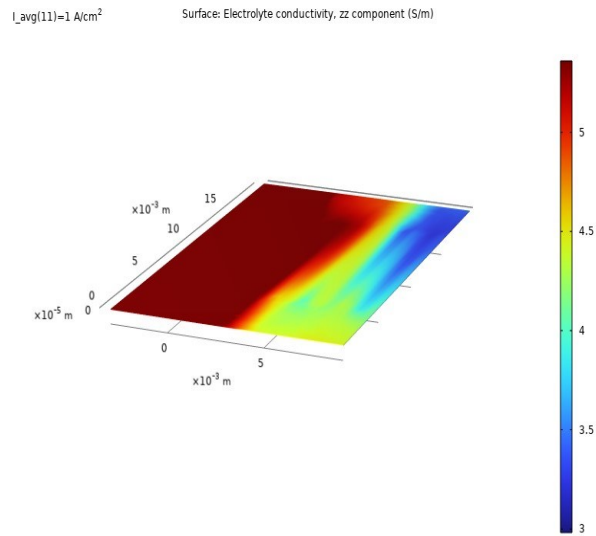 I_avg(11)=1 A/cm²
Surface: Electrolyte conductivity, zz component (S/m)
5
15
×10⁻³ m
10
4.5
5
0
×10⁻⁵ m
0
4
0
5
×10⁻³ m
3.5
3